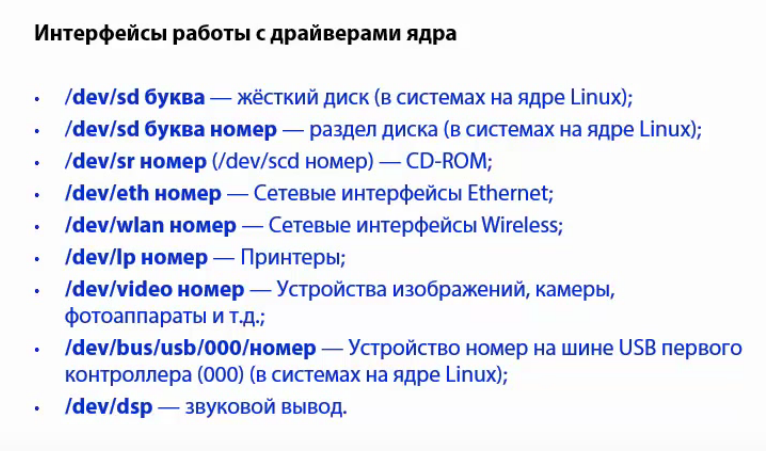 Интерфейсы работы с драйверами ядра
• /dev/sd буква — жёсткий диск (в системах на ядре Linux);
• /dev/sd буква номер — раздел диска (в системах на ядре Linux);
• /dev/sr номер (/dev/scd номер) — CD-ROM;
• /dev/eth номер — Сетевые интерфейсы Ethernet;
• /dev/wlan номер — Сетевые интерфейсы Wireless;
• /dev/lp номер — Принтеры;
• /dev/video номер — Устройства изображений, камеры,
фотоаппараты и т.д.;
• /dev/bus/usb/000/номер — Устройство номер на шине USB первого
контроллера (000) (в системах на ядре Linux);
• /dev/dsp — звуковой вывод.